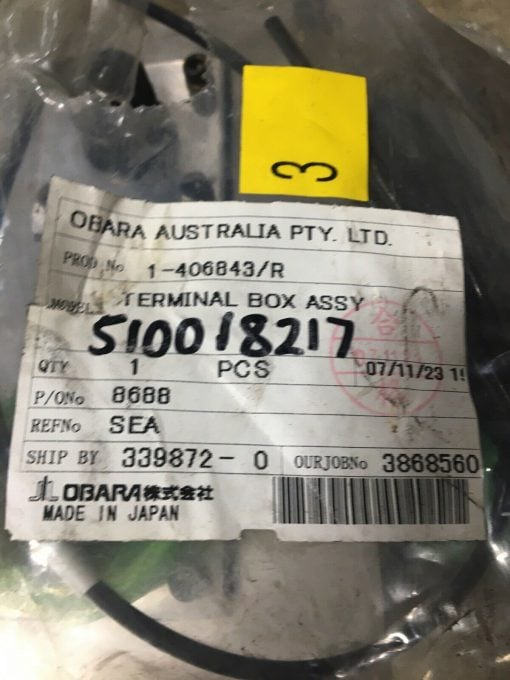 3
OBARA AUSTRALIA PTY. LTD.
PROD.No 1-406843/R
TERMINAL BOX ASSY
510018217
QTY 1 PCS 07/11/23
P/ONo 8688
REFNo SEA
SHIP BY 339872- 0 OURJOBNo 3868560
OBARA株式会社
MADE IN JAPAN